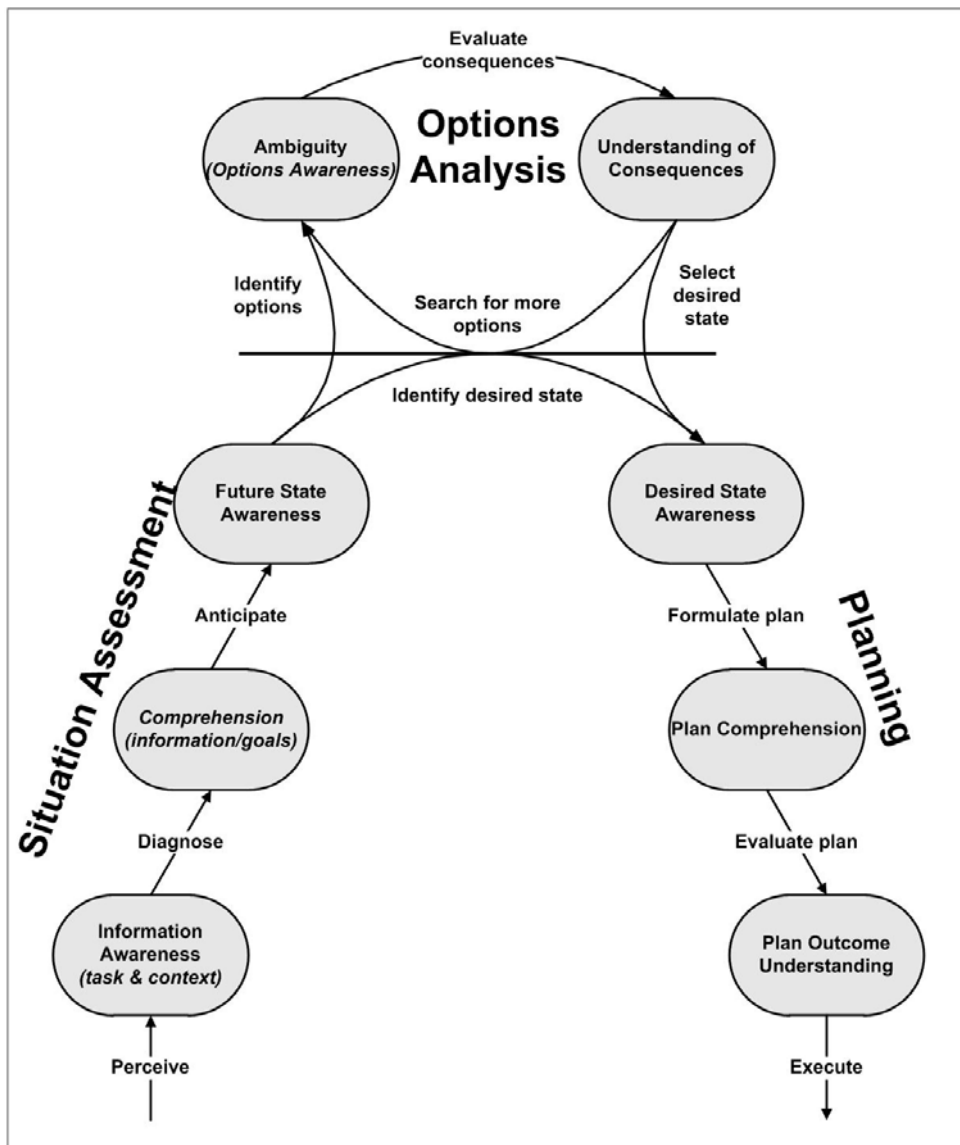 Evaluate
consequences
Options
Analysis
Ambiguity
(Options Awareness)
Understanding of
Consequences
Identify
options
Search for more
options
Select
desired
state
Identify desired state
Future State
Awareness
Desired State
Awareness
Situation Assessment
Anticipate
Formulate plan
Planning
Comprehension
(information/goals)
Plan Comprehension
Diagnose
Evaluate plan
Information
Awareness
(task & context)
Plan Outcome
Understanding
Perceive
Execute